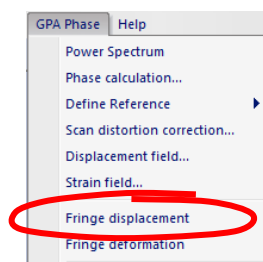 GPA Phase Help
Power Spectrum
Phase calculation...
Define Reference
Scan distortion correction...
Displacement field...
Strain field...
Fringe displacement
Fringe deformation